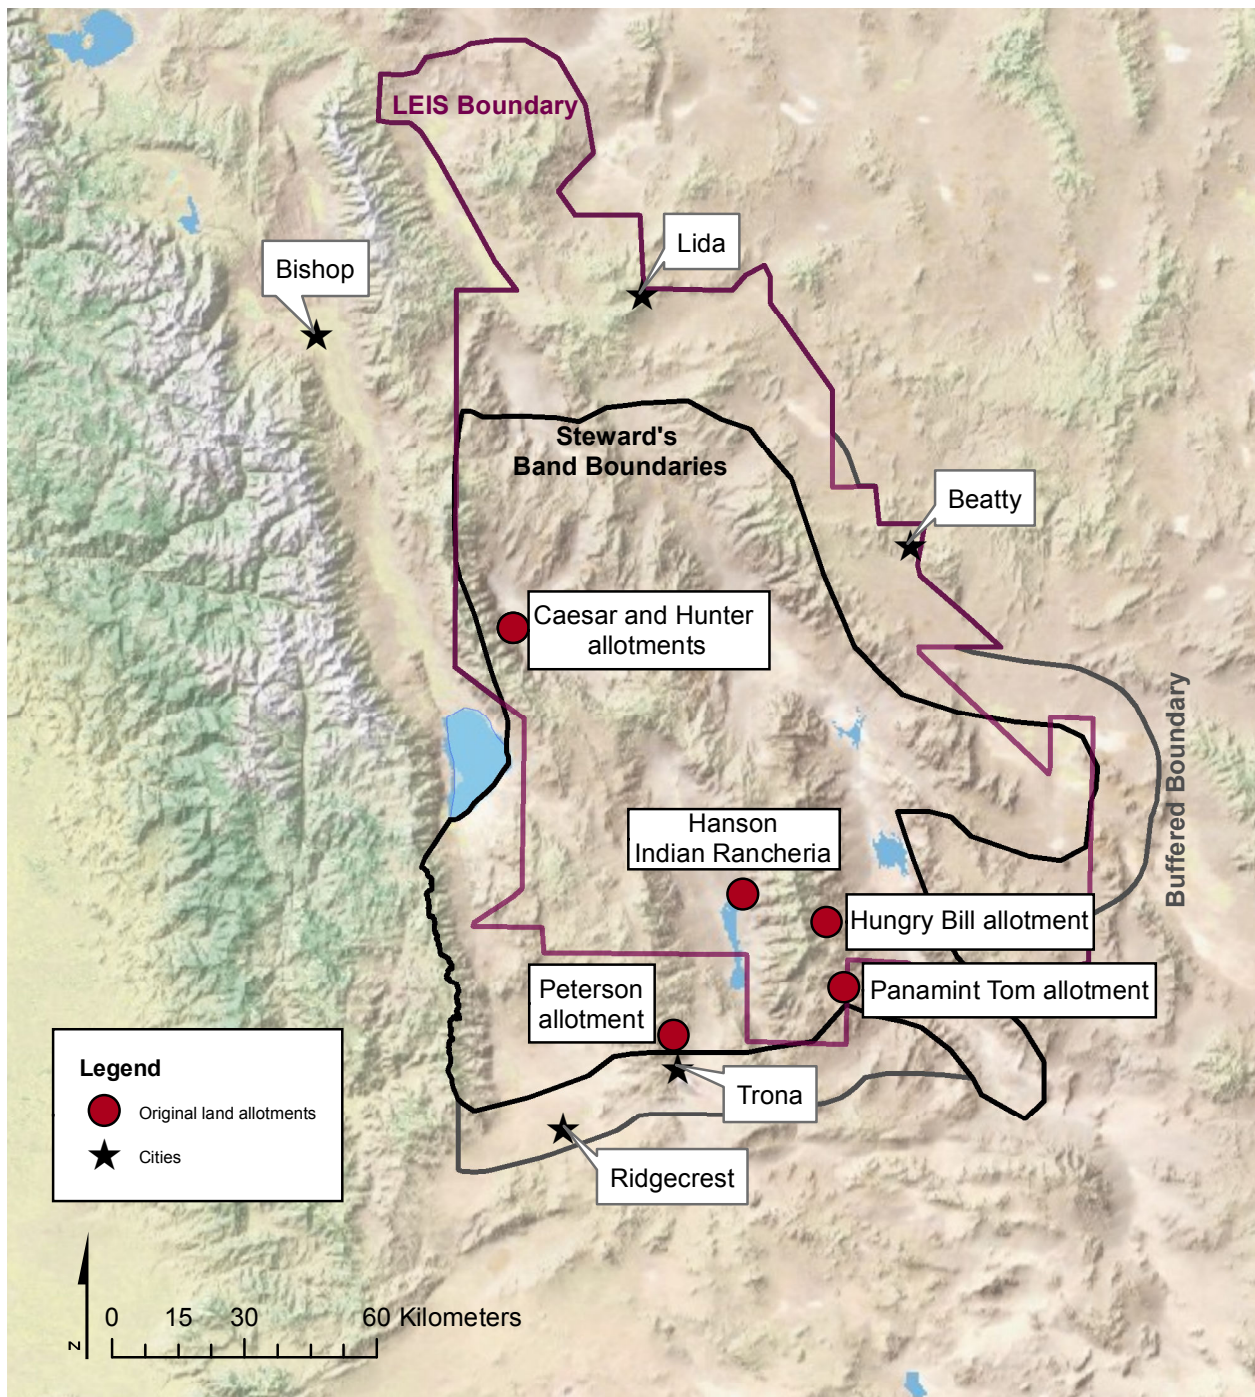 LEIS Boundary
Lida
Bishop
Steward's
Band Boundaries
Beatty
Caesar and Hunter
allotments
Buffered Boundary
Hanson
Indian Rancheria
Hungry Bill allotment
Peterson
allotment
Panamint Tom allotment
Trona
Ridgecrest
Legend
Original land allotments
Cities
0 15 30 60 Kilometers
Z